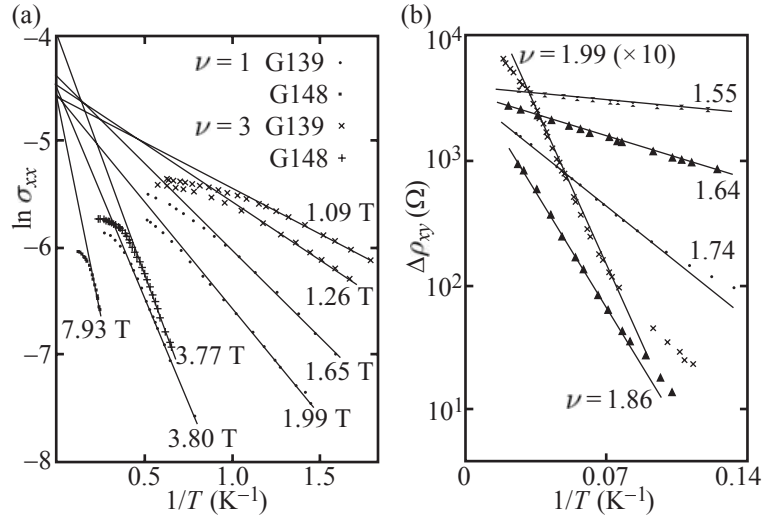 (a)
−4
−5
−6
−7
−8
ln σxx
ν = 1 G139 ·
G148 ·
ν = 3 G139 ×
G148 +
1.09 T
1.26 T
1.65 T
1.99 T
3.77 T
3.80 T
7.93 T
0.5
1.0
1.5
1/T (K⁻¹)
(b)
10⁴
10³
10²
10¹
Δρxy (Ω)
ν = 1.99 (× 10)
1.55
1.64
1.74
ν = 1.86
0
0.07
0.14
1/T (K⁻¹)